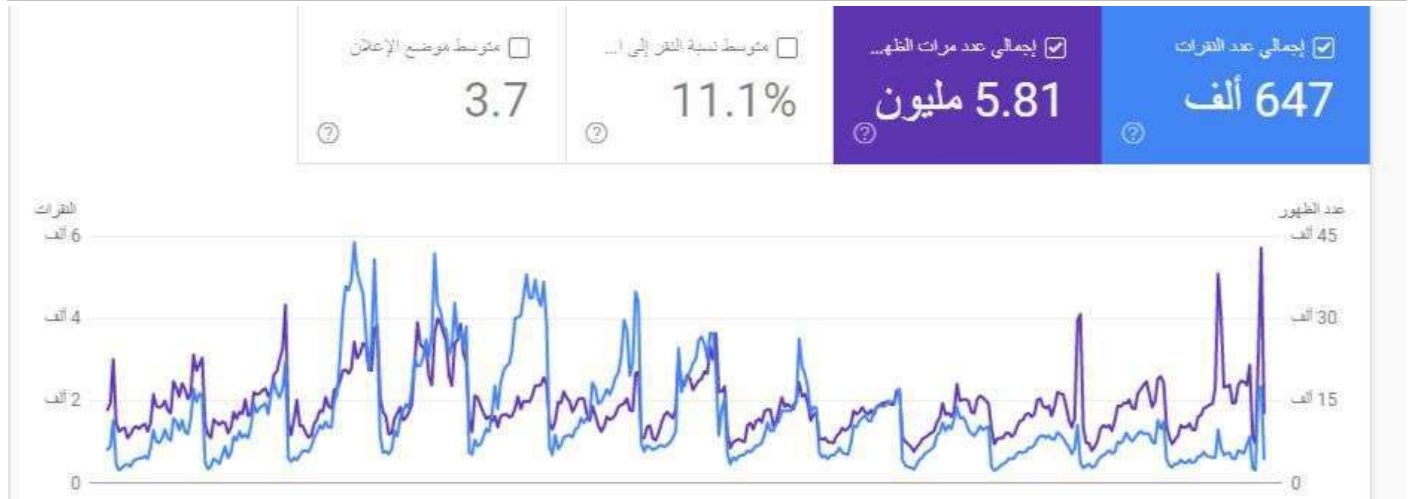 إجمالي عدد النقرات
647 ألف
إجمالي عدد مرات الظه...
5.81 مليون
متوسط نسبة النقر إلى ا...
11.1%
متوسط موضع الإعلان
3.7
عدد الظهور
45 ألف
30 ألف
15 ألف
0
النقرات
6 ألف
4 ألف
2 ألف
0